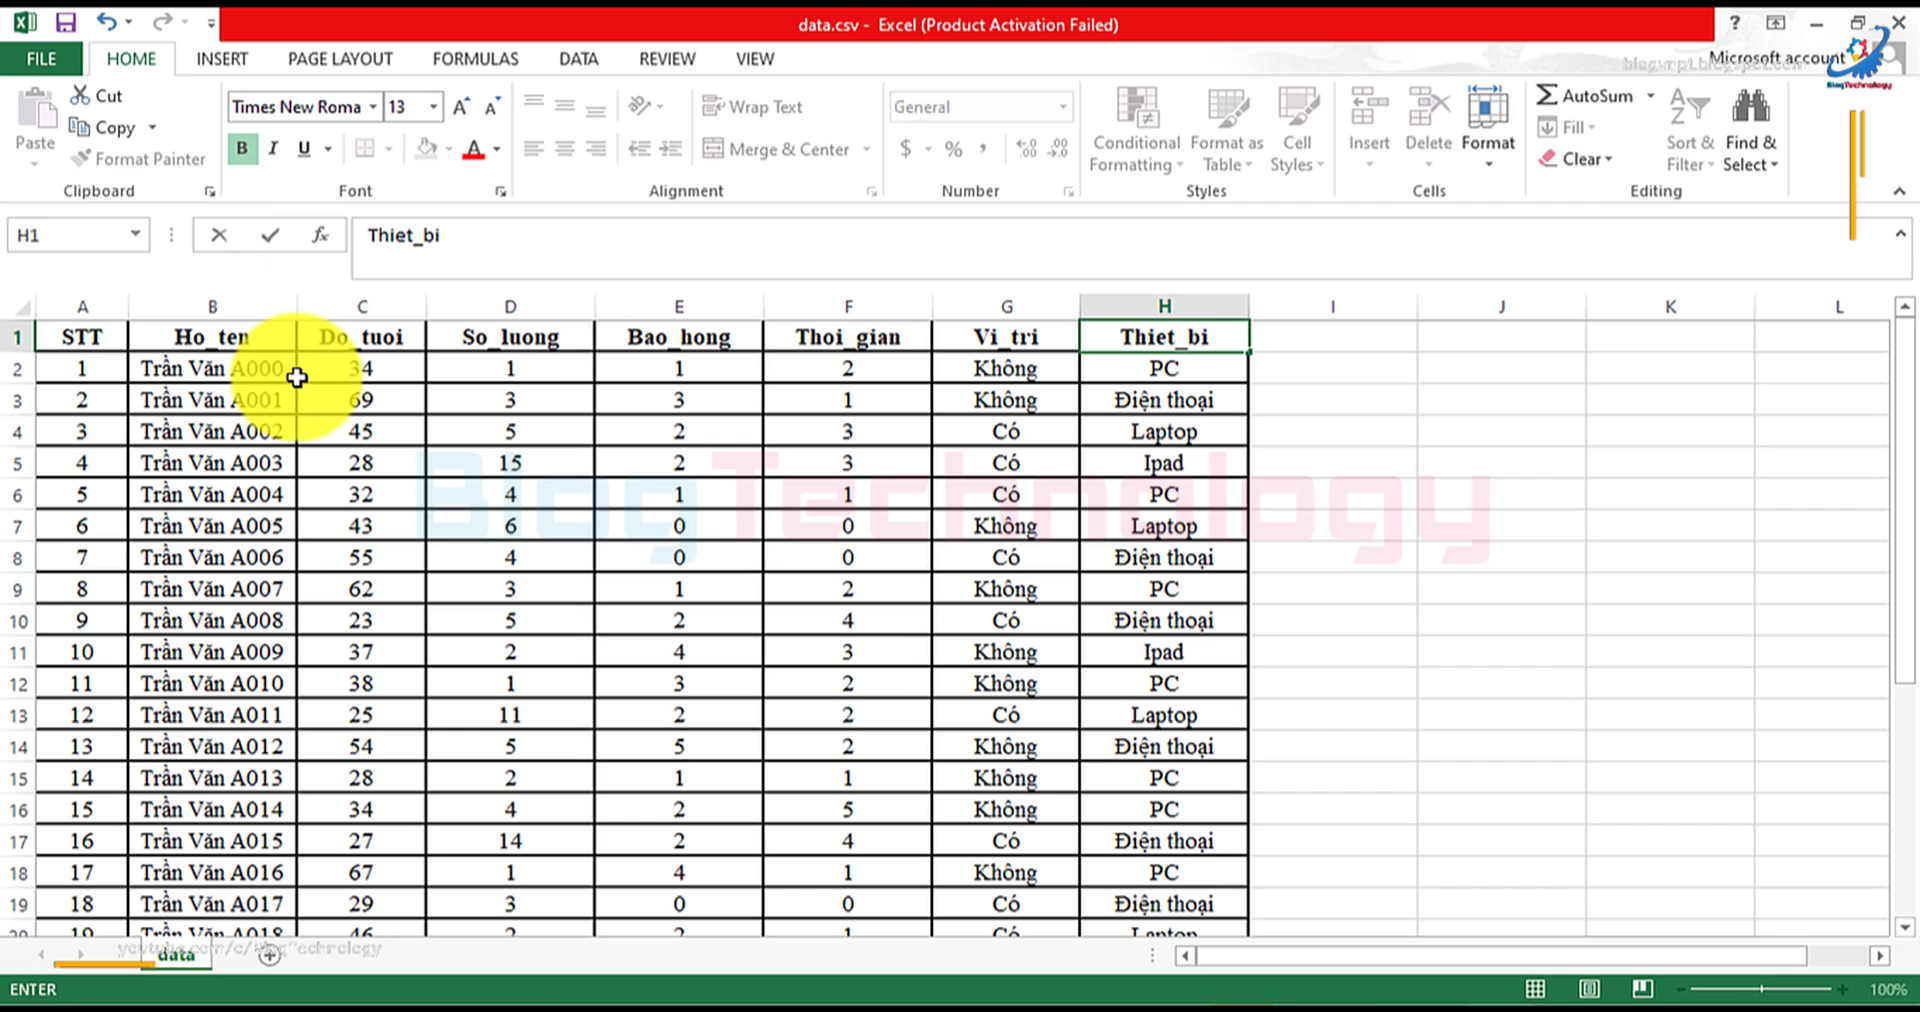 data.csv - Excel (Product Activation Failed)
FILE HOME INSERT PAGE LAYOUT FORMULAS DATA REVIEW VIEW Microsoft account
BlogTechnology
Paste Cut Copy Format Painter
Times New Roma 13
B I U A
Wrap Text
Merge & Center
General
$ %
Conditional Formatting
Format as Table
Cell Styles
Insert Delete Format
AutoSum
Fill
Clear
Sort & Filter
Find & Select
Clipboard Font Alignment Number Styles Cells Editing
H1 fx Thiet_bi
A B C D E F G H I J K L
1 STT Ho_ten Do_tuoi So_luong Bao_hong Thoi_gian Vi_tri Thiet_bi
2 1 Trần Văn A000 34 1 1 2 Không PC
3 2 Trần Văn A001 69 3 3 1 Không Điện thoại
4 3 Trần Văn A002 45 5 2 3 Có Laptop
5 4 Trần Văn A003 28 15 2 3 Có Ipad
6 5 Trần Văn A004 32 4 1 1 Có PC
7 6 Trần Văn A005 43 6 0 0 Không Laptop
8 7 Trần Văn A006 55 4 0 0 Có Điện thoại
9 8 Trần Văn A007 62 3 1 2 Không PC
10 9 Trần Văn A008 23 5 2 4 Có Điện thoại
11 10 Trần Văn A009 37 2 4 3 Không Ipad
12 11 Trần Văn A010 38 1 3 2 Không PC
13 12 Trần Văn A011 25 11 2 2 Có Laptop
14 13 Trần Văn A012 54 5 5 2 Không Điện thoại
15 14 Trần Văn A013 28 2 1 1 Không PC
16 15 Trần Văn A014 34 4 2 5 Không PC
17 16 Trần Văn A015 27 14 2 4 Có Điện thoại
18 17 Trần Văn A016 67 1 4 1 Không PC
19 18 Trần Văn A017 29 3 0 0 Có Điện thoại
20 19 Trần Văn A018 46 2 2 1 Có Laptop
BlogTechnology
data
ENTER 100%